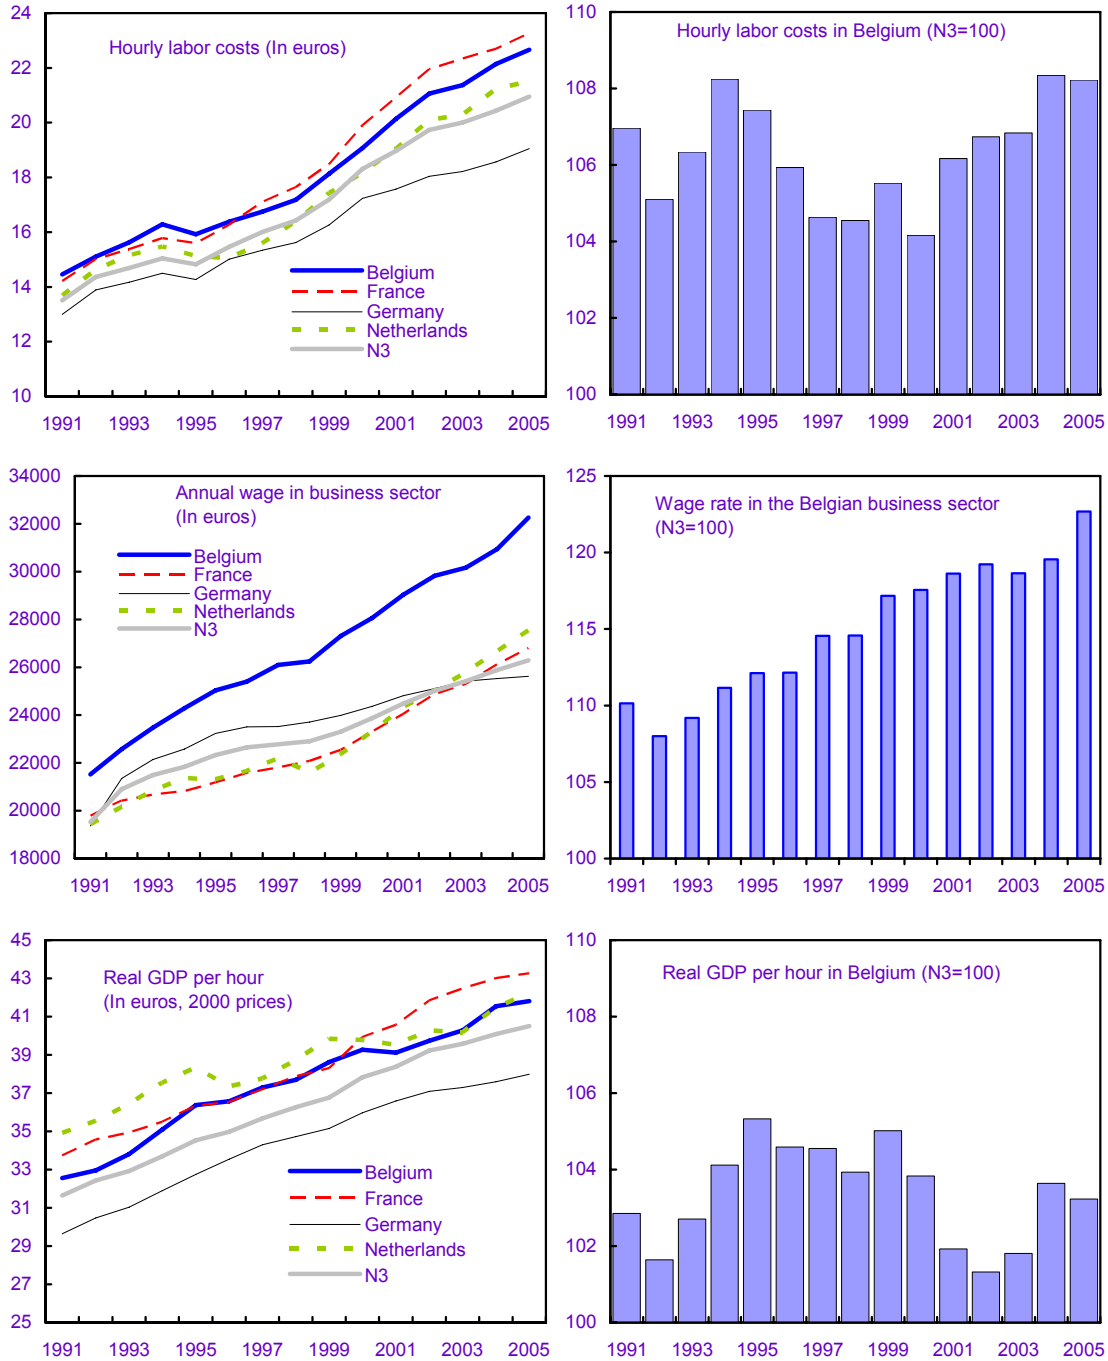 Hourly labor costs (In euros)
24
22
20
18
16
14
12
10
Belgium
France
Germany
Netherlands
N3
1991 1993 1995 1997 1999 2001 2003 2005
Hourly labor costs in Belgium (N3=100)
110
108
106
104
102
100
1991 1993 1995 1997 1999 2001 2003 2005
Annual wage in business sector
(In euros)
34000
32000
30000
28000
26000
24000
22000
20000
18000
Belgium
France
Germany
Netherlands
N3
1991 1993 1995 1997 1999 2001 2003 2005
Wage rate in the Belgian business sector
(N3=100)
125
120
115
110
105
100
1991 1993 1995 1997 1999 2001 2003 2005
Real GDP per hour
(In euros, 2000 prices)
45
43
41
39
37
35
33
31
29
27
25
Belgium
France
Germany
Netherlands
N3
1991 1993 1995 1997 1999 2001 2003 2005
Real GDP per hour in Belgium (N3=100)
110
108
106
104
102
100
1991 1993 1995 1997 1999 2001 2003 2005